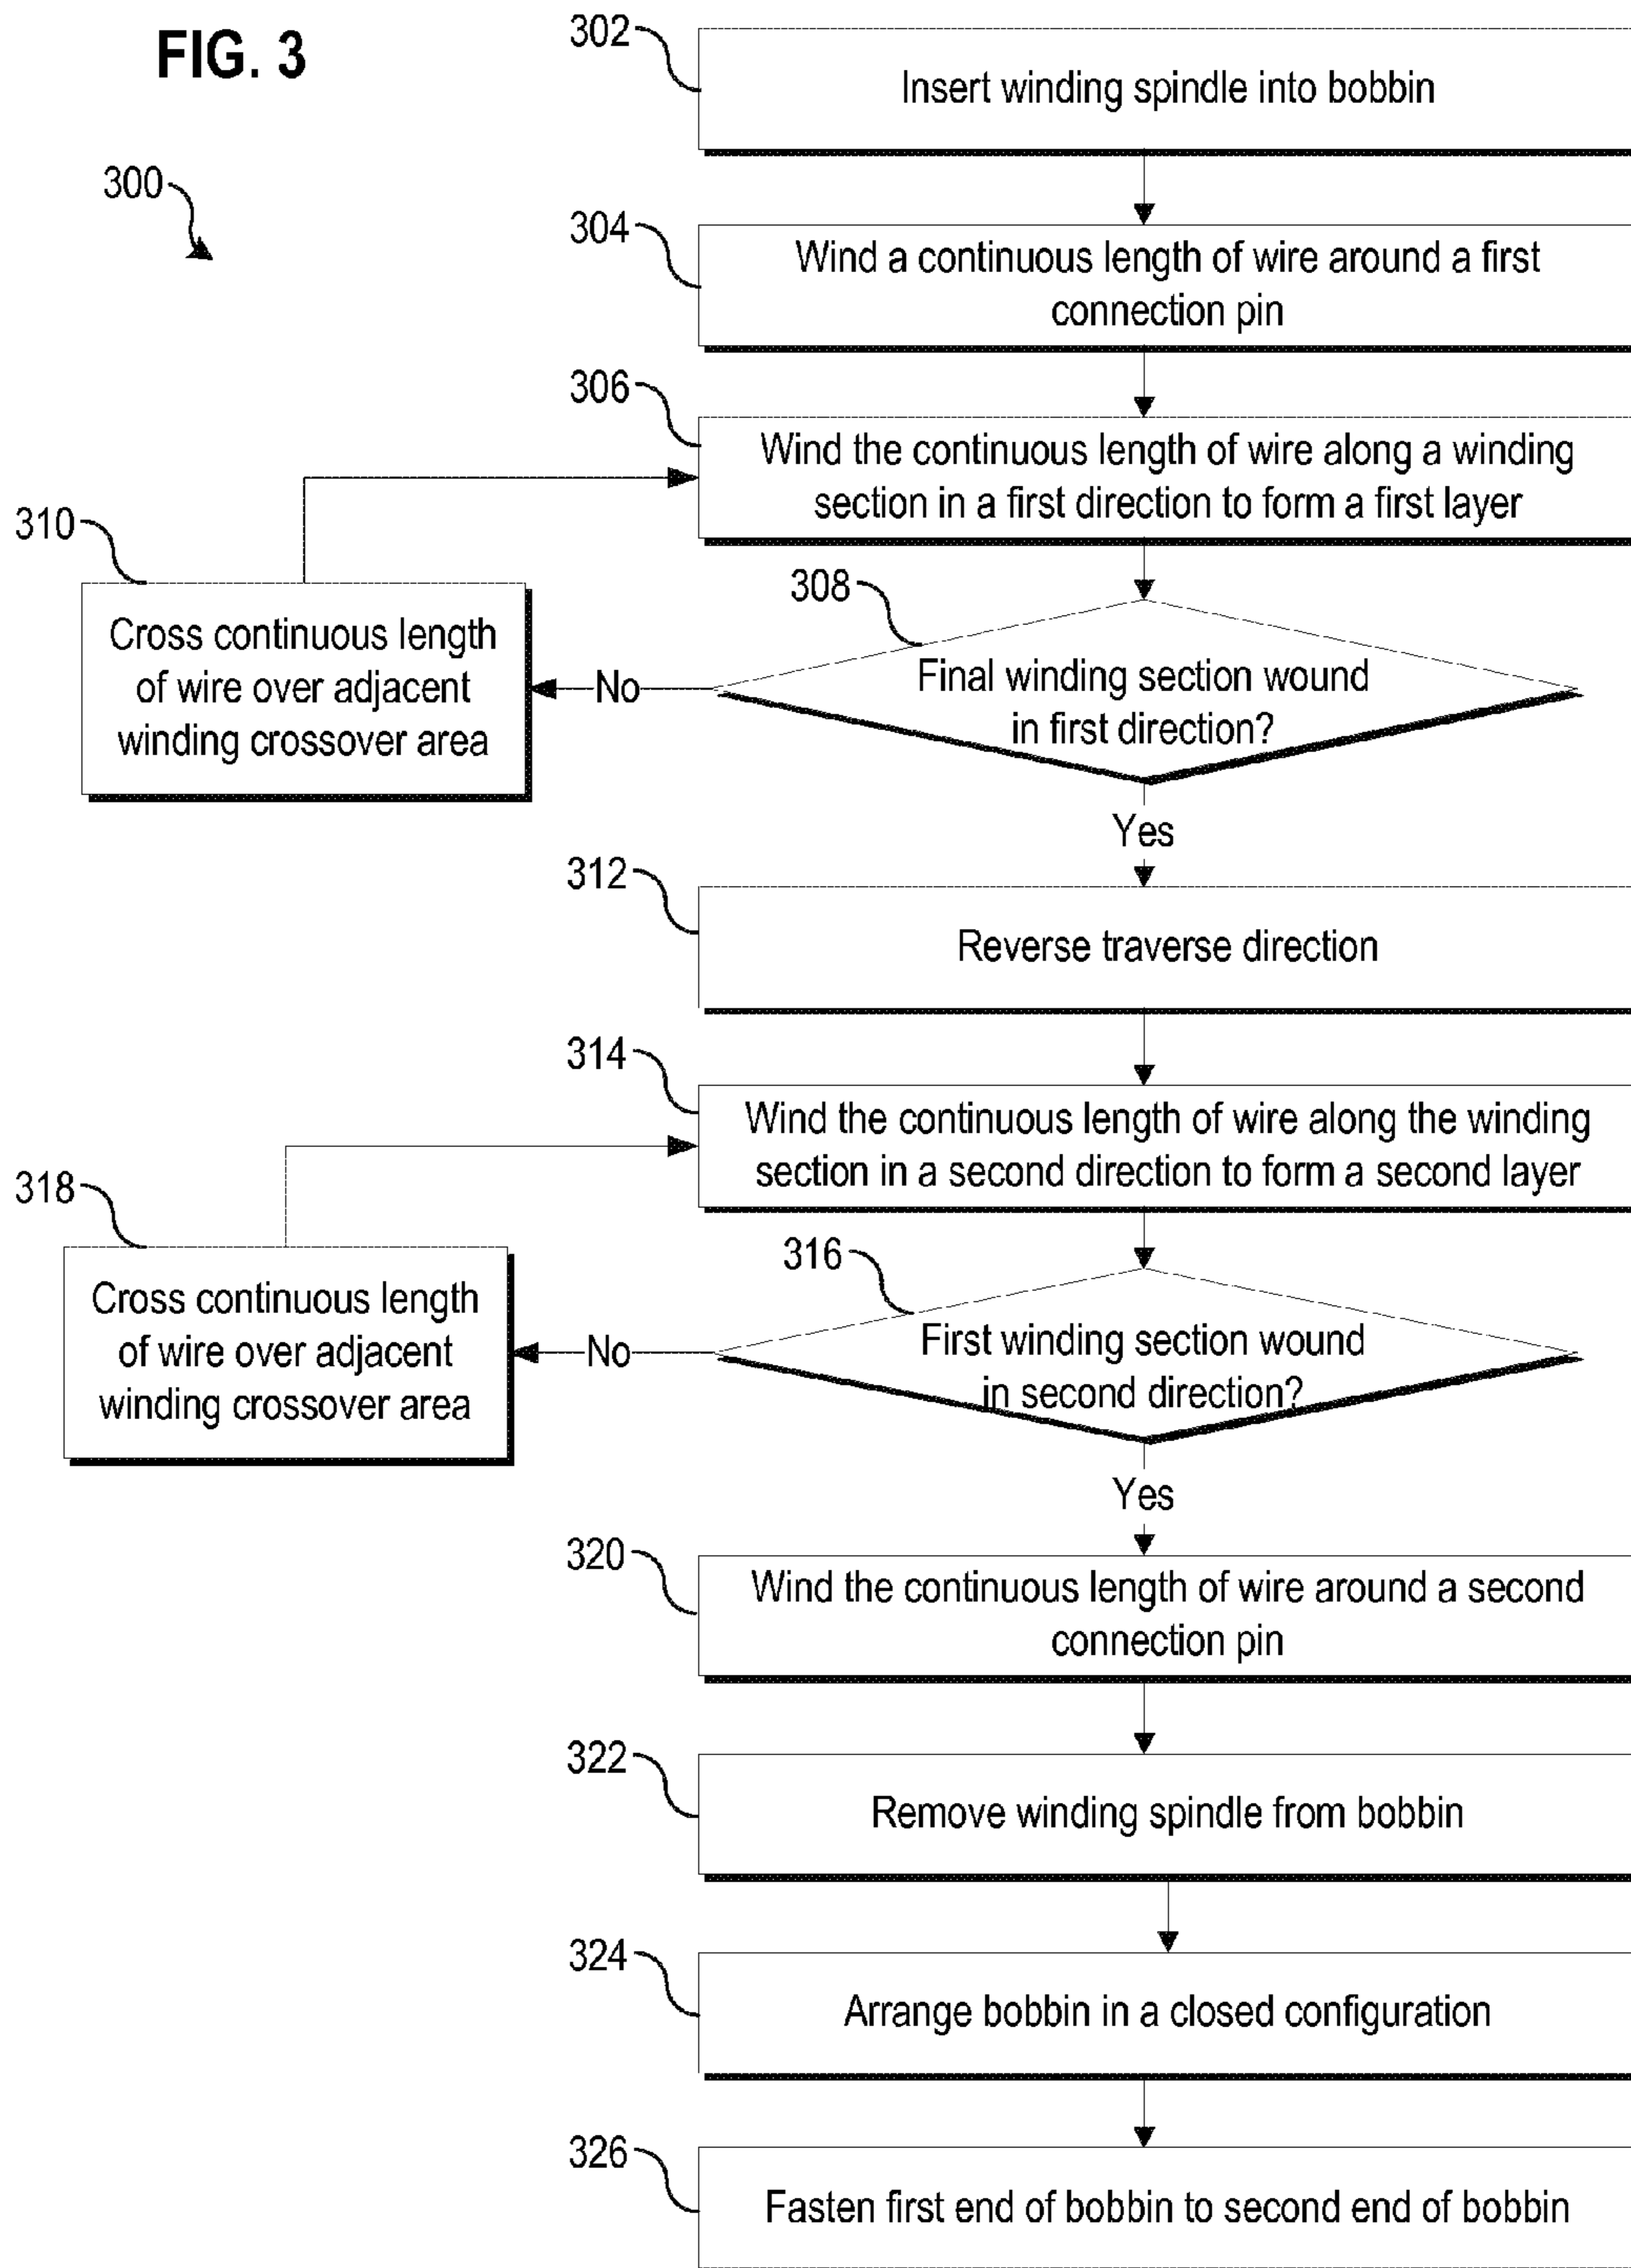 FIG. 3
300
302
Insert winding spindle into bobbin
304
Wind a continuous length of wire around a first
connection pin
306
Wind the continuous length of wire along a winding
section in a first direction to form a first layer
310
Cross continuous length
of wire over adjacent
winding crossover area
308
Final winding section wound
in first direction?
No
Yes
312
Reverse traverse direction
314
Wind the continuous length of wire along the winding
section in a second direction to form a second layer
318
Cross continuous length
of wire over adjacent
winding crossover area
316
First winding section wound
in second direction?
No
Yes
320
Wind the continuous length of wire around a second
connection pin
322
Remove winding spindle from bobbin
324
Arrange bobbin in a closed configuration
326
Fasten first end of bobbin to second end of bobbin